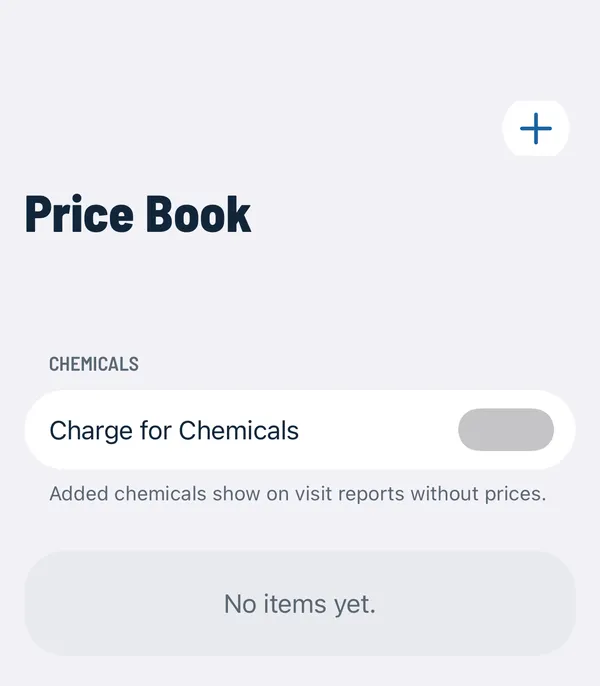 Price Book
CHEMICALS
Charge for Chemicals
Added chemicals show on visit reports without prices.
No items yet.